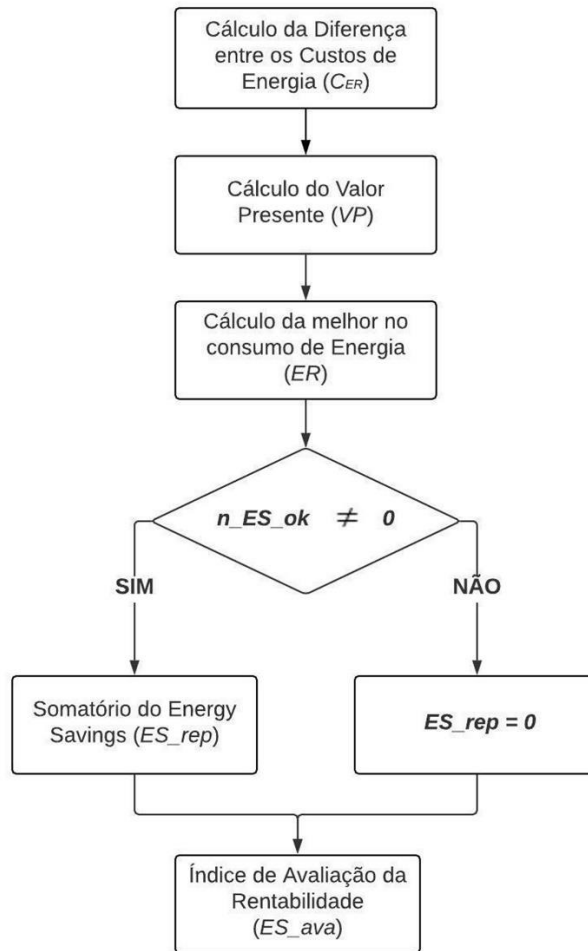 Cálculo da Diferença
entre os Custos de
Energia (CER)
Cálculo do Valor
Presente (VP)
Cálculo da melhor no
consumo de Energia
(ER)
n_ES_ok ≠ 0
SIM
NÃO
Somatório do Energy
Savings (ES_rep)
ES_rep = 0
Índice de Avaliação da
Rentabilidade
(ES_ava)